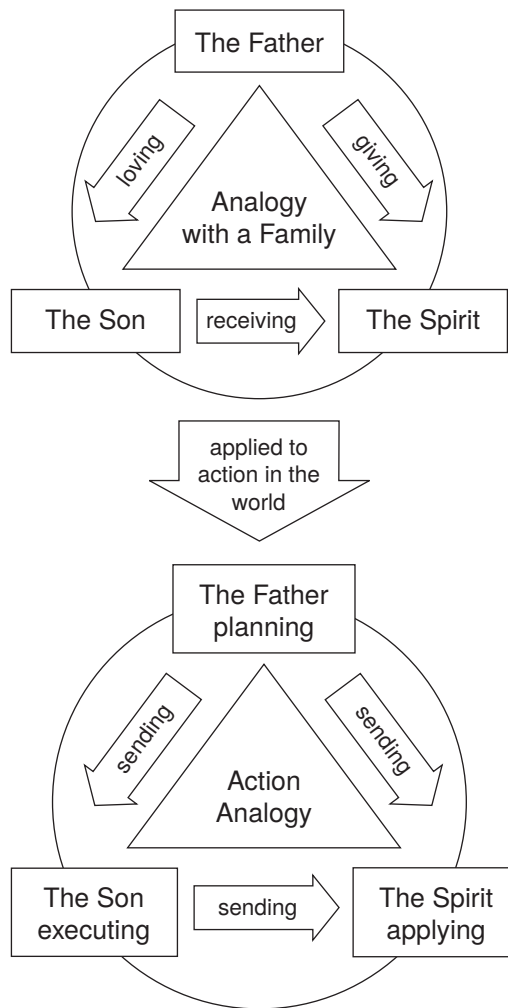 The Father
loving
giving
Analogy
with a Family
The Son
receiving
The Spirit
applied to
action in the
world
The Father
planning
sending
sending
Action
Analogy
The Son
executing
sending
The Spirit
applying